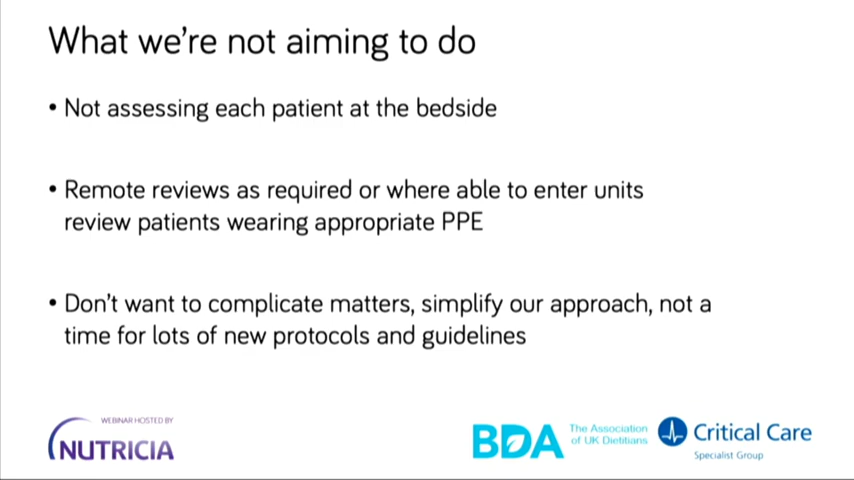 What we're not aiming to do
• Not assessing each patient at the bedside
• Remote reviews as required or where able to enter units
review patients wearing appropriate PPE
• Don't want to complicate matters, simplify our approach, not a
time for lots of new protocols and guidelines
WEBINAR HOSTED BY
NUTRICIA
BDA
The Association
of UK Dietitians
Critical Care
Specialist Group